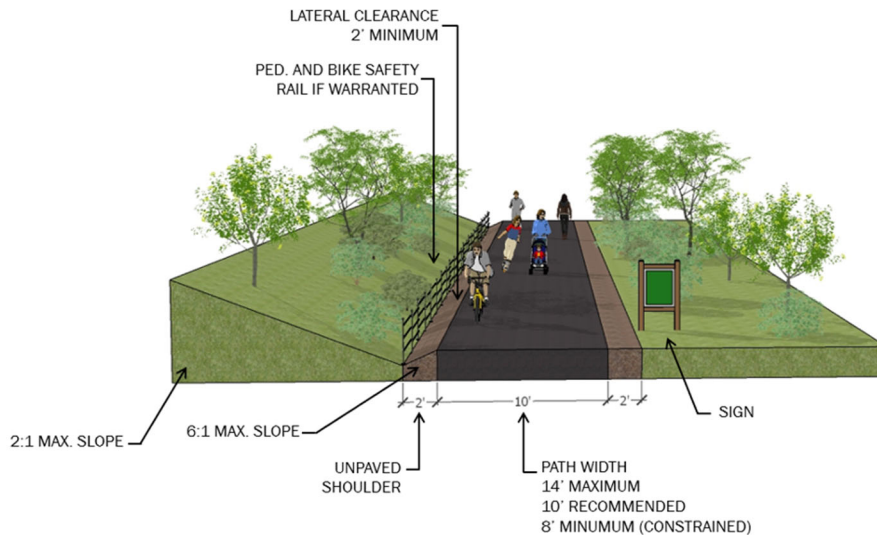 LATERAL CLEARANCE
2' MINIMUM
PED. AND BIKE SAFETY
RAIL IF WARRANTED
2'
10'
2'
2:1 MAX. SLOPE
6:1 MAX. SLOPE
SIGN
UNPAVED
SHOULDER
PATH WIDTH
14' MAXIMUM
10' RECOMMENDED
8' MINUMUM (CONSTRAINED)